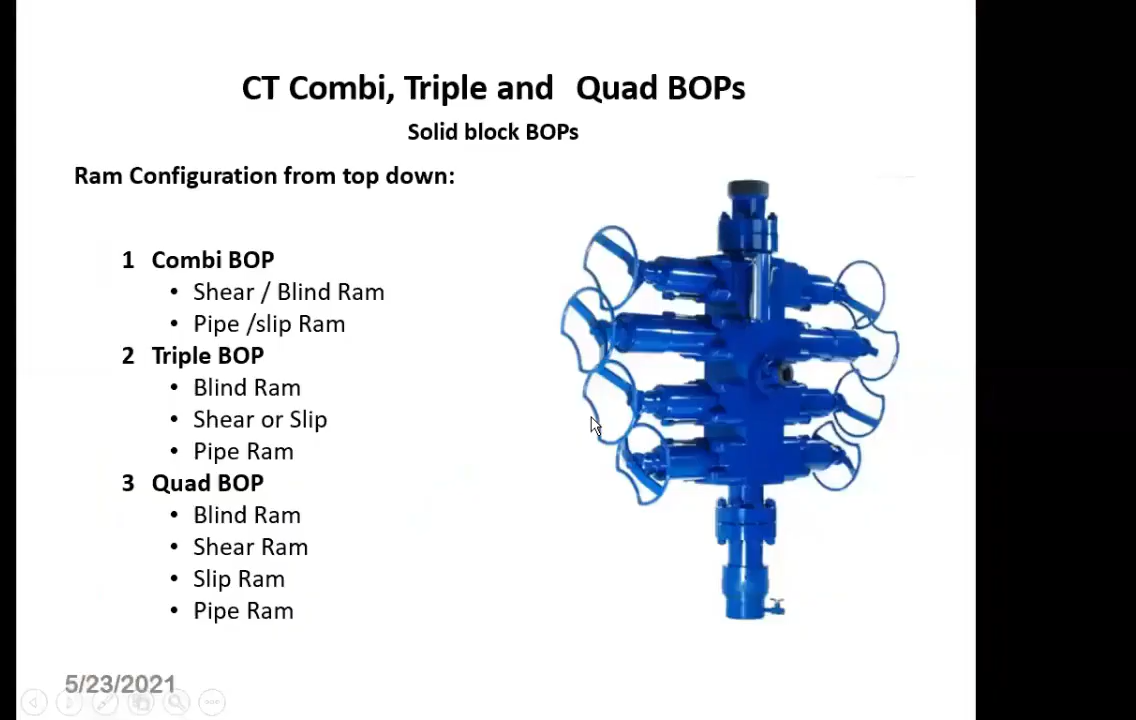 CT Combi, Triple and Quad BOPs
Solid block BOPs
Ram Configuration from top down:
1 Combi BOP
• Shear / Blind Ram
• Pipe /slip Ram
2 Triple BOP
• Blind Ram
• Shear or Slip
• Pipe Ram
3 Quad BOP
• Blind Ram
• Shear Ram
• Slip Ram
• Pipe Ram
5/23/2021